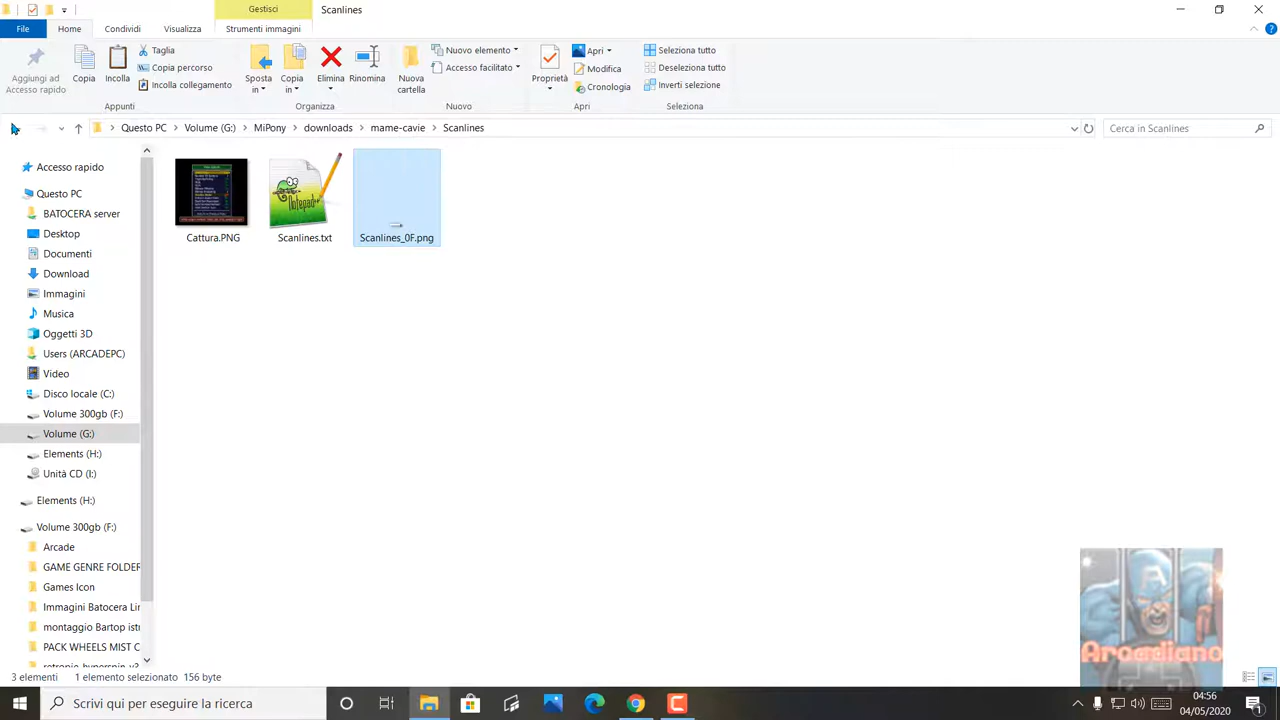 Gestisci
Scanlines
File
Home
Condividi
Visualizza
Strumenti immagini
Aggiungi ad
Accesso rapido
Copia
Incolla
Taglia
Copia percorso
Incolla collegamento
Appunti
Sposta
in
Copia
in
Elimina
Rinomina
Organizza
Nuova
cartella
Nuovo elemento
Accesso facilitato
Nuovo
Proprietà
Apri
Modifica
Cronologia
Apri
Seleziona tutto
Deseleziona tutto
Inverti selezione
Seleziona
Questo PC > Volume (G:) > MiPony > downloads > mame-cavie > Scanlines
Cerca in Scanlines
Accesso rapido
Questo PC
BATOCERA server
Desktop
Documenti
Download
Immagini
Musica
Oggetti 3D
Users (ARCADEPC)
Video
Disco locale (C:)
Volume 300gb (F:)
Volume (G:)
Elements (H:)
Unità CD (I:)
Elements (H:)
Volume 300gb (F:)
Arcade
GAME GENRE FOLDER
Games Icon
Immagini Batocera Lin
montaggio Bartop istr
PACK WHEELS MIST C
Notepad++
Cattura.PNG
Scanlines.txt
Scanlines_0F.png
Arcadiano
3 elementi
1 elemento selezionato 156 byte
Scrivi qui per eseguire la ricerca
04:56
04/05/2020